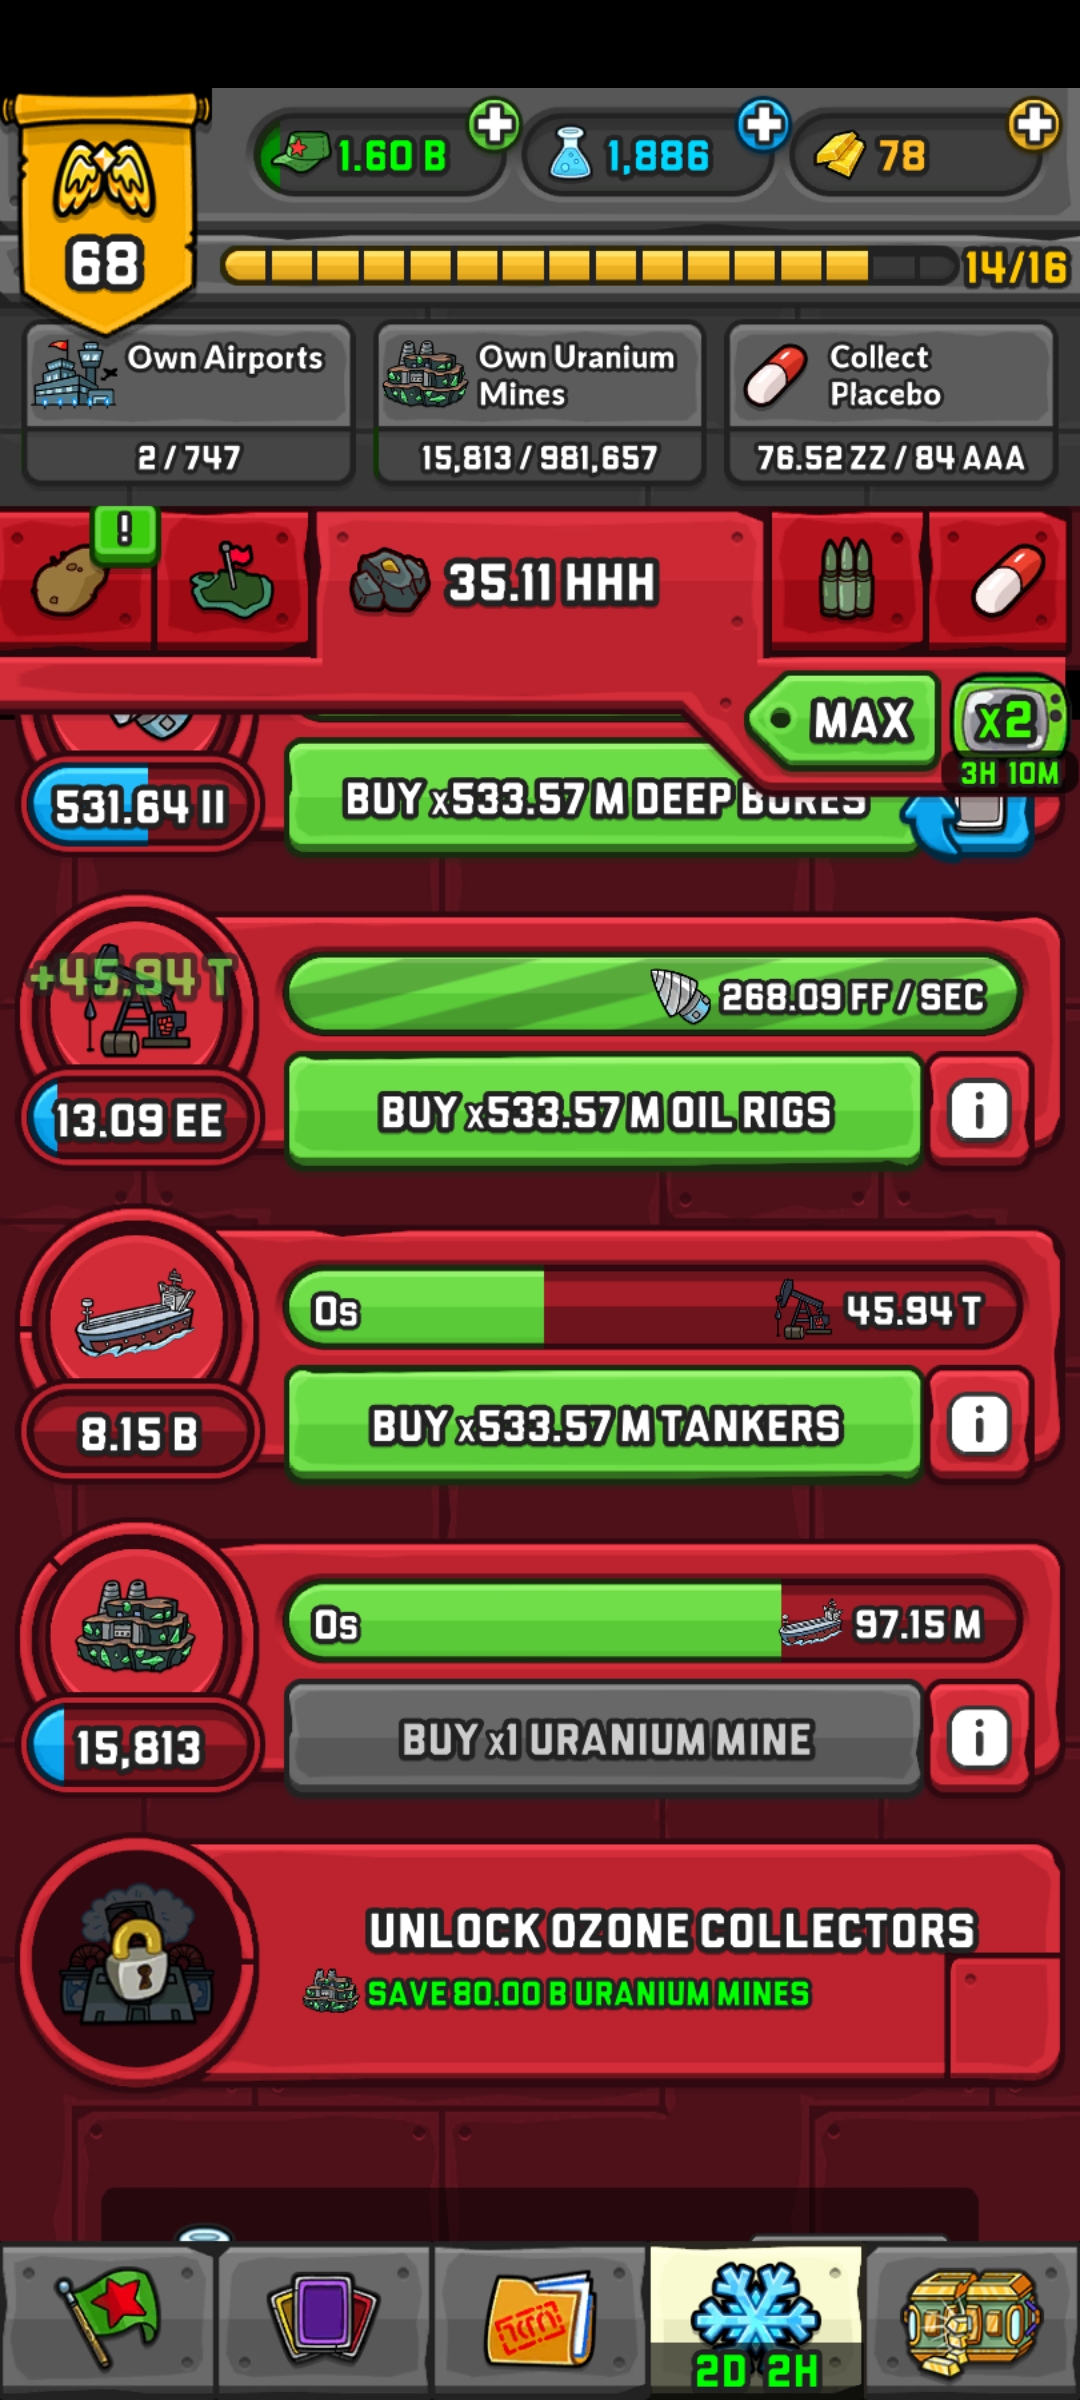 1.60 B
1,886
78
68
14/16
Own Airports
2 / 747
Own Uranium
Mines
15,813 / 981,657
Collect
Placebo
76.52 ZZ / 84 AAA
!
35.11 HHH
MAX
x2
3H 10M
531.64 II
BUY x533.57 M DEEP BORES
+45.94 T
268.09 FF / SEC
13.09 EE
BUY x533.57 M OIL RIGS
i
0s
45.94 T
8.15 B
BUY x533.57 M TANKERS
i
0s
97.15 M
15,813
BUY x1 URANIUM MINE
i
UNLOCK OZONE COLLECTORS
SAVE 80.00 B URANIUM MINES
2D 2H